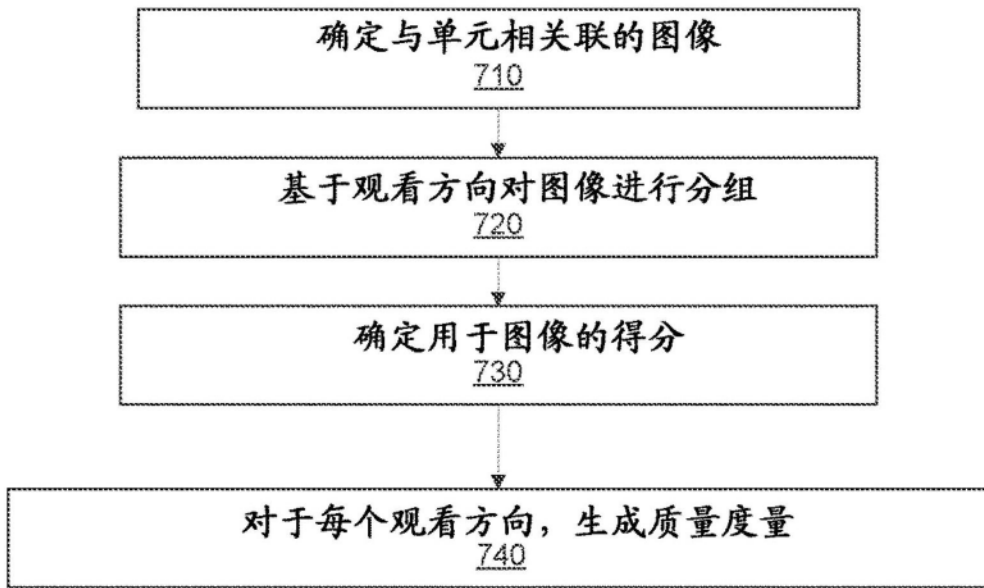 确定与单元相关联的图像
710
基于观看方向对图像进行分组
720
确定用于图像的得分
730
对于每个观看方向，生成质量度量
740